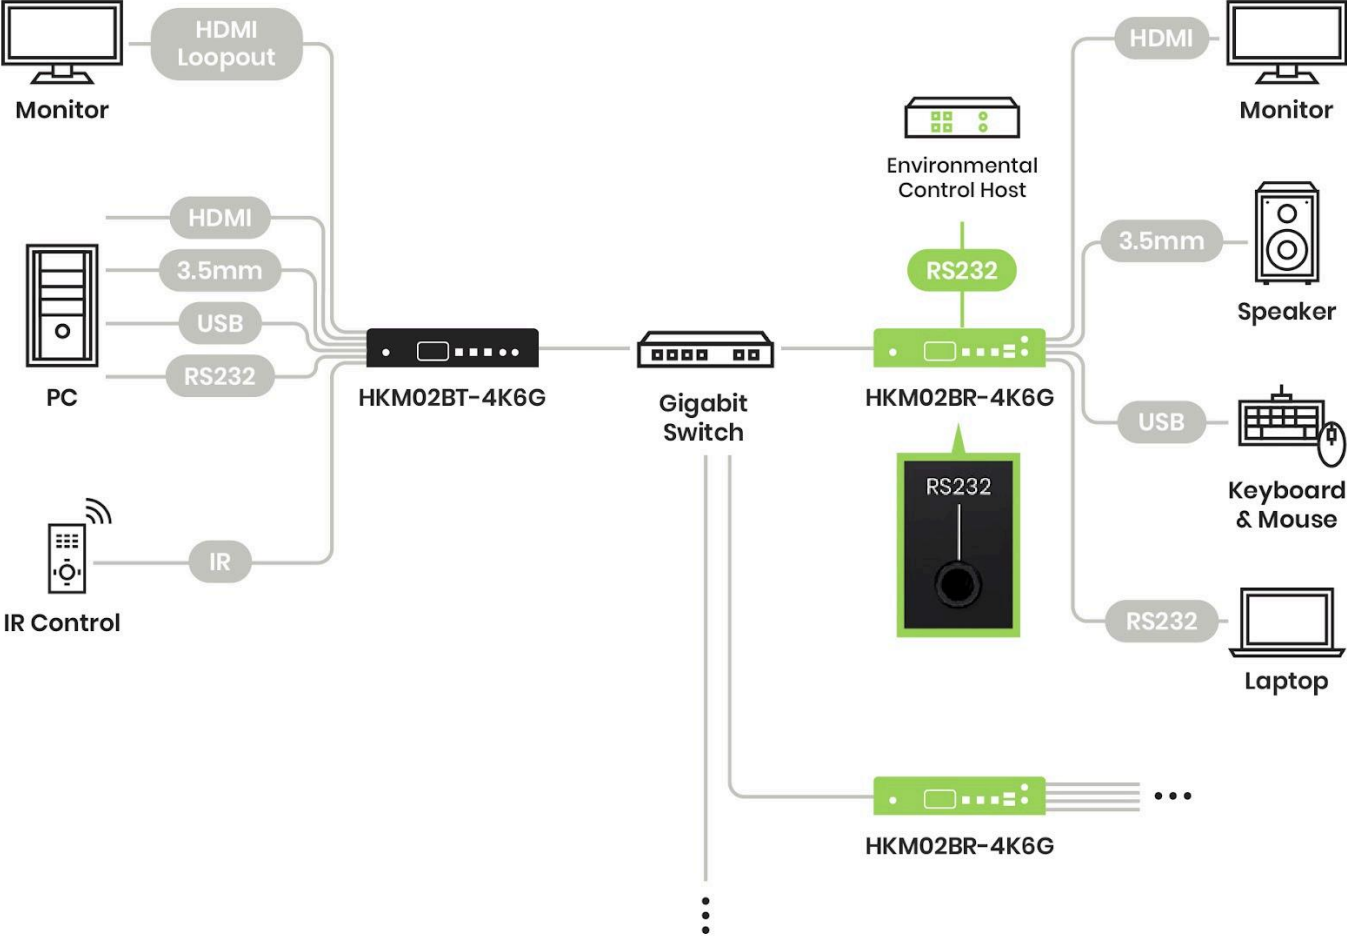 HDMI
Loopout
Monitor
HDMI
Monitor
Environmental
Control Host
HDMI
3.5mm
USB
RS232
PC
RS232
3.5mm
Speaker
HKM02BT-4K6G
Gigabit
Switch
HKM02BR-4K6G
RS232
USB
Keyboard
& Mouse
IR
IR Control
RS232
Laptop
HKM02BR-4K6G